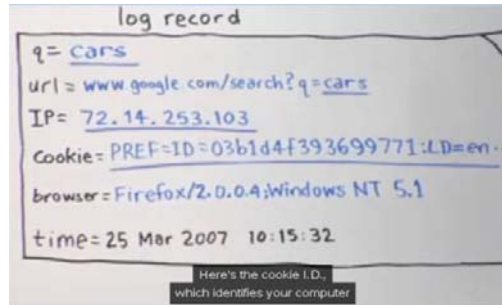 log record
q= cars
url = www.google.com/search?q=cars
IP= 72.14.253.103
Cookie= PREF=ID=03b1d4f393699771:LD=en.
browser=Firefox/2.0.0.4;Windows NT 5.1
time=25 Mar 2007 10:15:32
Here's the cookie I.D.,
which identifies your computer